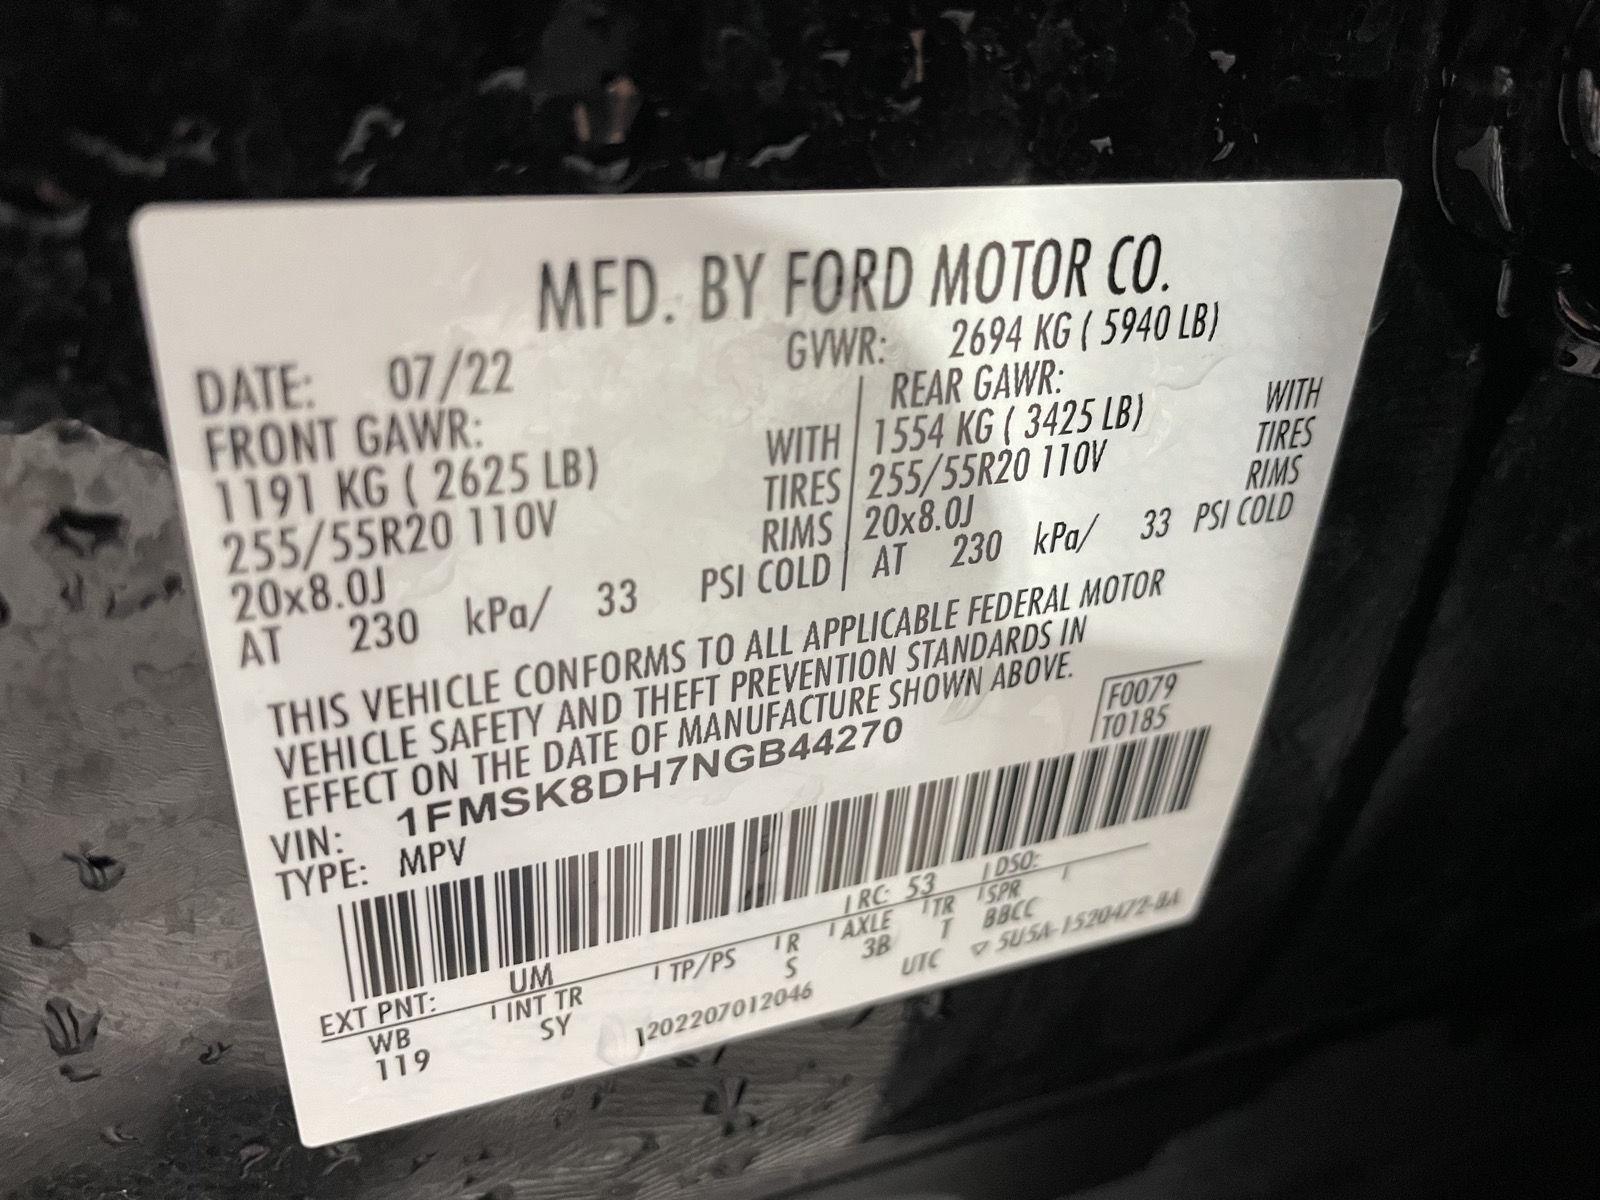 MFD. BY FORD MOTOR CO.
DATE: 07/22 GVWR: 2694 KG ( 5940 LB)
FRONT GAWR: REAR GAWR:
1191 KG ( 2625 LB) WITH 1554 KG ( 3425 LB) WITH
255/55R20 110V TIRES 255/55R20 110V TIRES
20x8.0J RIMS 20x8.0J RIMS
AT 230 kPa/ 33 PSI COLD AT 230 kPa/ 33 PSI COLD
THIS VEHICLE CONFORMS TO ALL APPLICABLE FEDERAL MOTOR
VEHICLE SAFETY AND THEFT PREVENTION STANDARDS IN
EFFECT ON THE DATE OF MANUFACTURE SHOWN ABOVE.
F0079
VIN: 1FMSK8DH7NGB44270 T0185
TYPE: MPV
EXT PNT: UM RC: 53 DSO:
WB INT TR TP/PS R AXLE TR SPR
119 SY S 3B T BBCC
1202207012046 UTC ▽ 5U5A-1520472-BA